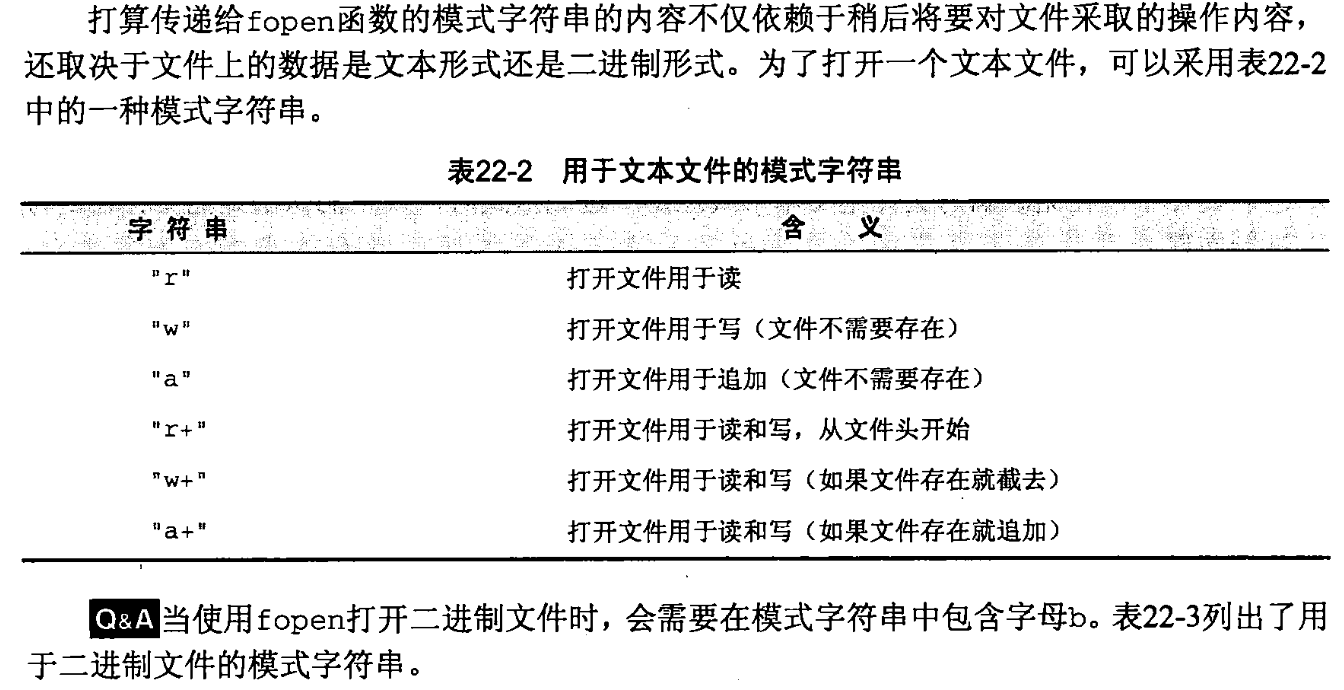 打算传递给fopen函数的模式字符串的内容不仅依赖于稍后将要对文件采取的操作内容，
还取决于文件上的数据是文本形式还是二进制形式。为了打开一个文本文件，可以采用表22-2
中的一种模式字符串。
表22-2 用于文本文件的模式字符串
字符串 含义
"r" 打开文件用于读
"w" 打开文件用于写（文件不需要存在）
"a" 打开文件用于追加（文件不需要存在）
"r+" 打开文件用于读和写，从文件头开始
"w+" 打开文件用于读和写（如果文件存在就截去）
"a+" 打开文件用于读和写（如果文件存在就追加）
Q&A 当使用fopen打开二进制文件时，会需要在模式字符串中包含字母b。表22-3列出了用
于二进制文件的模式字符串。